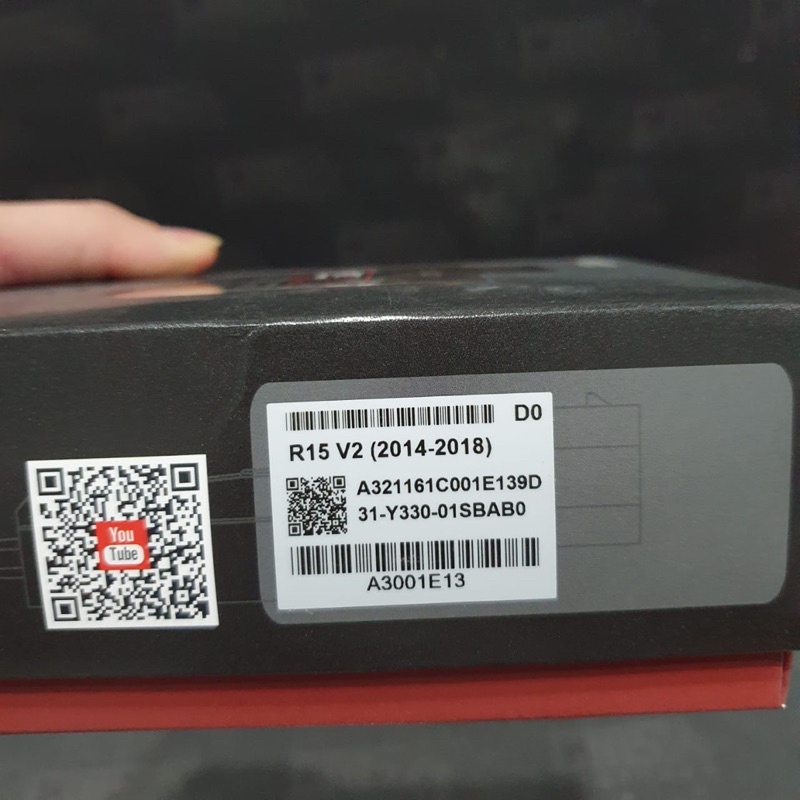 You
Tube
D0
R15 V2 (2014-2018)
A321161C001E139D
31-Y330-01SBAB0
A3001E13